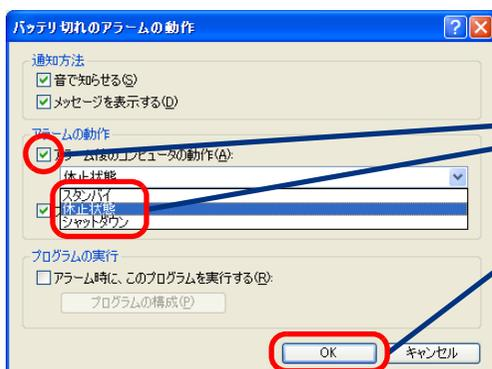 バッテリ切れのアラームの動作
通知方法
音で知らせる(S)
メッセージを表示する(D)
アラームの動作
アラーム後のコンピュータの動作(A):
休止状態
スタンバイ
休止状態
シャットダウン
プログラムの実行
アラーム時に、このプログラムを実行する(R):
プログラムの構成(P)
OK
キャンセル